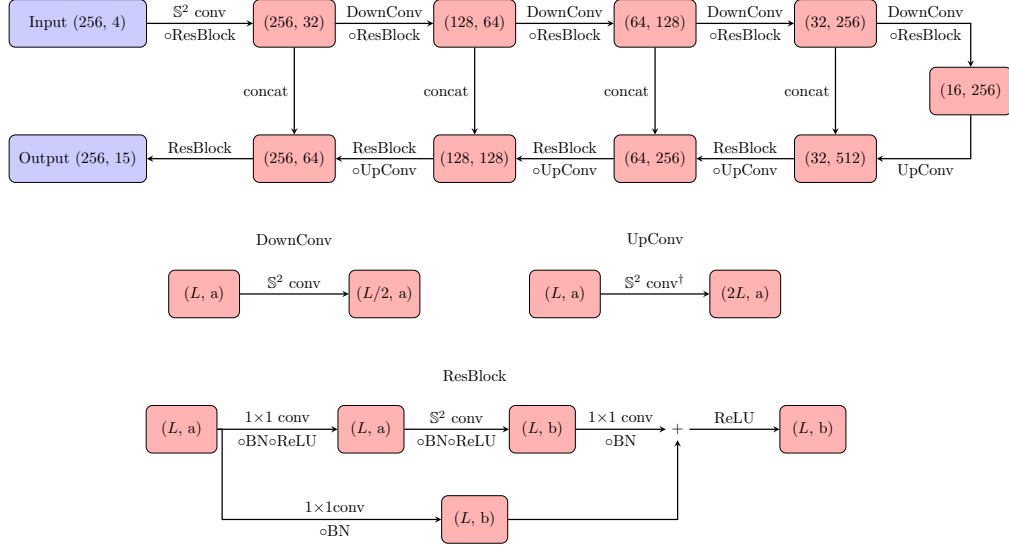 Input (256, 4)
𝕊² conv
∘ResBlock
(256, 32)
DownConv
∘ResBlock
(128, 64)
DownConv
∘ResBlock
(64, 128)
DownConv
∘ResBlock
(32, 256)
DownConv
∘ResBlock
(16, 256)
concat
concat
concat
concat
Output (256, 15)
ResBlock
(256, 64)
ResBlock
∘UpConv
(128, 128)
ResBlock
∘UpConv
(64, 256)
ResBlock
∘UpConv
(32, 512)
UpConv
DownConv
(L, a)
𝕊² conv
(L/2, a)
UpConv
(L, a)
𝕊² conv†
(2L, a)
ResBlock
(L, a)
1×1 conv
∘BN∘ReLU
(L, a)
𝕊² conv
∘BN∘ReLU
(L, b)
1×1 conv
∘BN
+
ReLU
(L, b)
1×1conv
∘BN
(L, b)